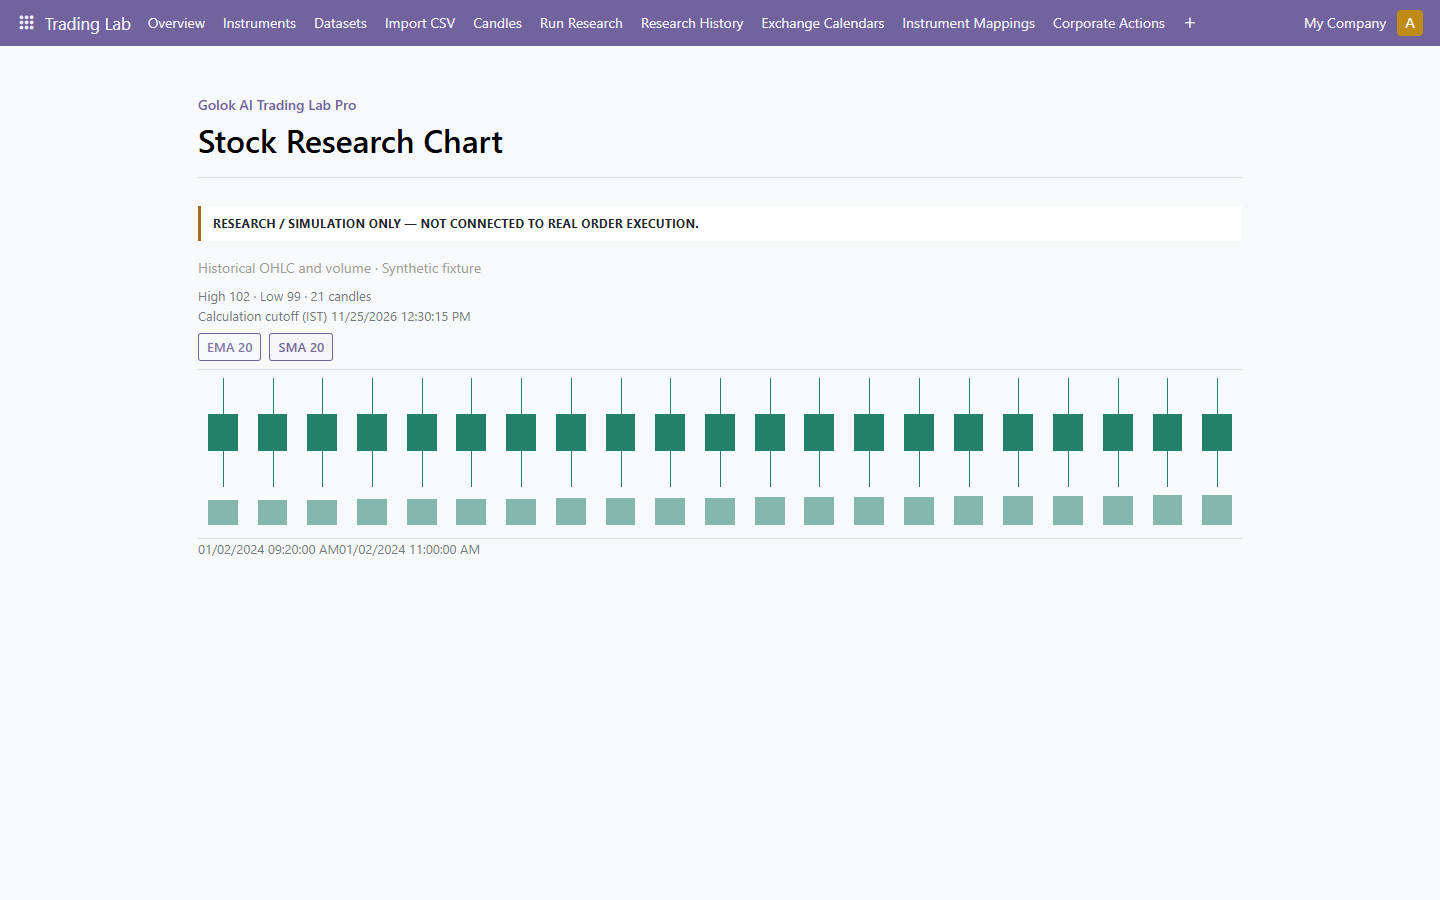 Trading Lab Overview Instruments Datasets Import CSV Candles Run Research Research History Exchange Calendars Instrument Mappings Corporate Actions + My Company A
Golok AI Trading Lab Pro
Stock Research Chart
RESEARCH / SIMULATION ONLY — NOT CONNECTED TO REAL ORDER EXECUTION.
Historical OHLC and volume · Synthetic fixture
High 102 · Low 99 · 21 candles
Calculation cutoff (IST) 11/25/2026 12:30:15 PM
EMA 20 SMA 20
01/02/2024 09:20:00 AM01/02/2024 11:00:00 AM